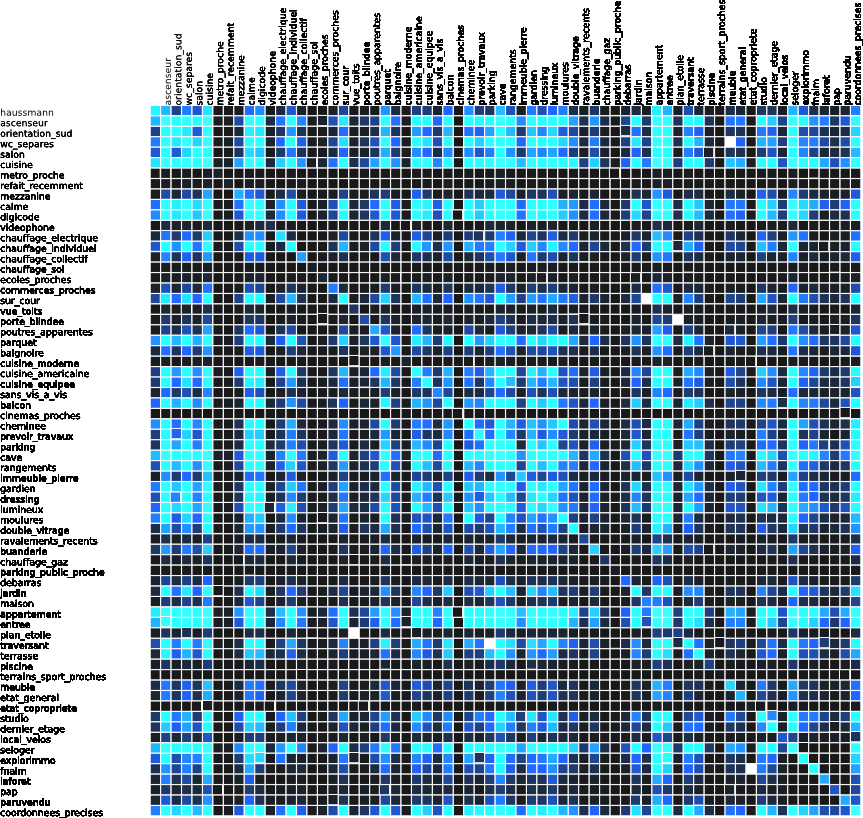 ascenseur
orientation_sud
wc_separes
salon
cuisine
metro_proche
refait_recemment
mezzanine
calme
digicode
videophone
chauffage_electrique
chauffage_individuel
chauffage_collectif
chauffage_sol
ecoles_proches
commerces_proches
sur_cour
vue_toits
porte_blindee
poutres_apparentes
parquet
baignoire
cuisine_moderne
cuisine_americaine
cuisine_equipee
sans_vis_a_vis
balcon
cinemas_proches
cheminee
prevoir_travaux
parking
cave
rangements
immeuble_pierre
gardien
dressing
lumineux
moulures
double_vitrage
ravalements_recents
buanderie
chauffage_gaz
parking_public_proche
debarras
jardin
maison
appartement
entree
plan_etoile
traversant
terrasse
piscine
terrains_sport_proches
meuble
etat_general
etat_copropriete
studio
dernier_etage
local_velos
seloger
explorimmo
fnaim
laforet
pap
paruvendu
coordonnees_precises
haussmann
ascenseur
orientation_sud
wc_separes
salon
cuisine
metro_proche
refait_recemment
mezzanine
calme
digicode
videophone
chauffage_electrique
chauffage_individuel
chauffage_collectif
chauffage_sol
ecoles_proches
commerces_proches
sur_cour
vue_toits
porte_blindee
poutres_apparentes
parquet
baignoire
cuisine_moderne
cuisine_americaine
cuisine_equipee
sans_vis_a_vis
balcon
cinemas_proches
cheminee
prevoir_travaux
parking
cave
rangements
immeuble_pierre
gardien
dressing
lumineux
moulures
double_vitrage
ravalements_recents
buanderie
chauffage_gaz
parking_public_proche
debarras
jardin
maison
appartement
entree
plan_etoile
traversant
terrasse
piscine
terrains_sport_proches
meuble
etat_general
etat_copropriete
studio
dernier_etage
local_velos
seloger
explorimmo
fnaim
laforet
pap
paruvendu
coordonnees_precises